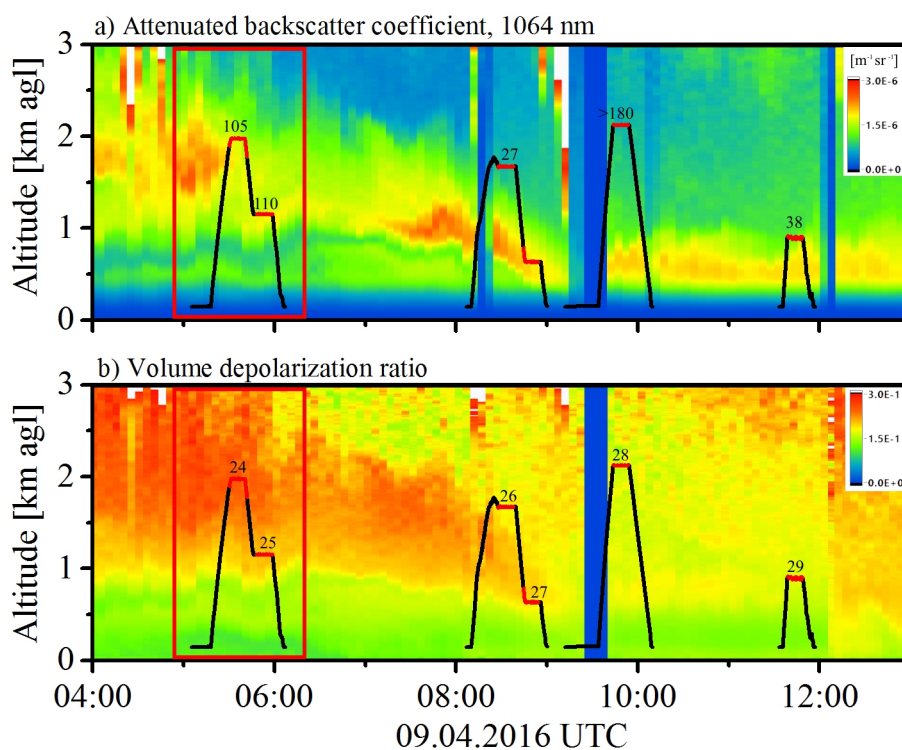 a) Attenuated backscatter coefficient, 1064 nm
3
[m⁻¹ sr⁻¹]
3.0E-6
>180
2
105
1.5E-6
27
110
1
38
0.0E+0
0
Altitude [km agl]
b) Volume depolarization ratio
3
3.0E-1
28
24
2
26
1.5E-1
25
29
1
27
0.0E+0
0
Altitude [km agl]
04:00 06:00 08:00 10:00 12:00
09.04.2016 UTC